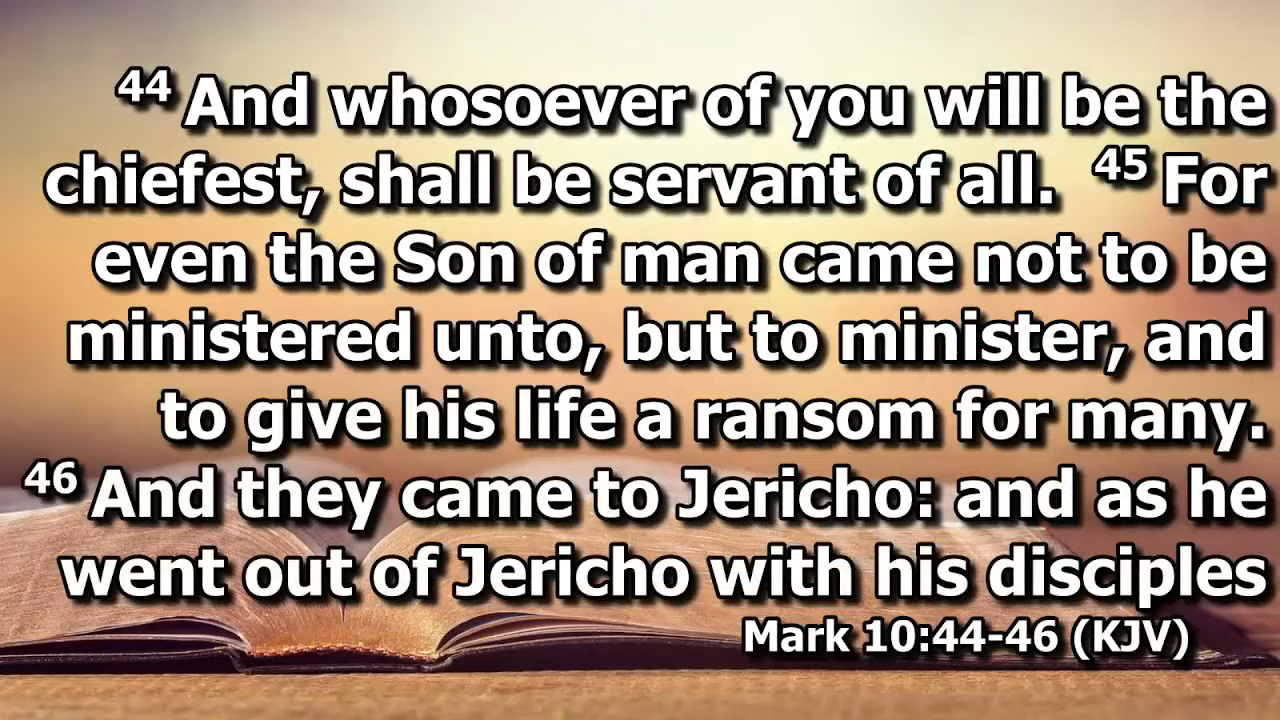 44 And whosoever of you will be the
chiefest, shall be servant of all. 45 For
even the Son of man came not to be
ministered unto, but to minister, and
to give his life a ransom for many.
46 And they came to Jericho: and as he
went out of Jericho with his disciples
Mark 10:44-46 (KJV)